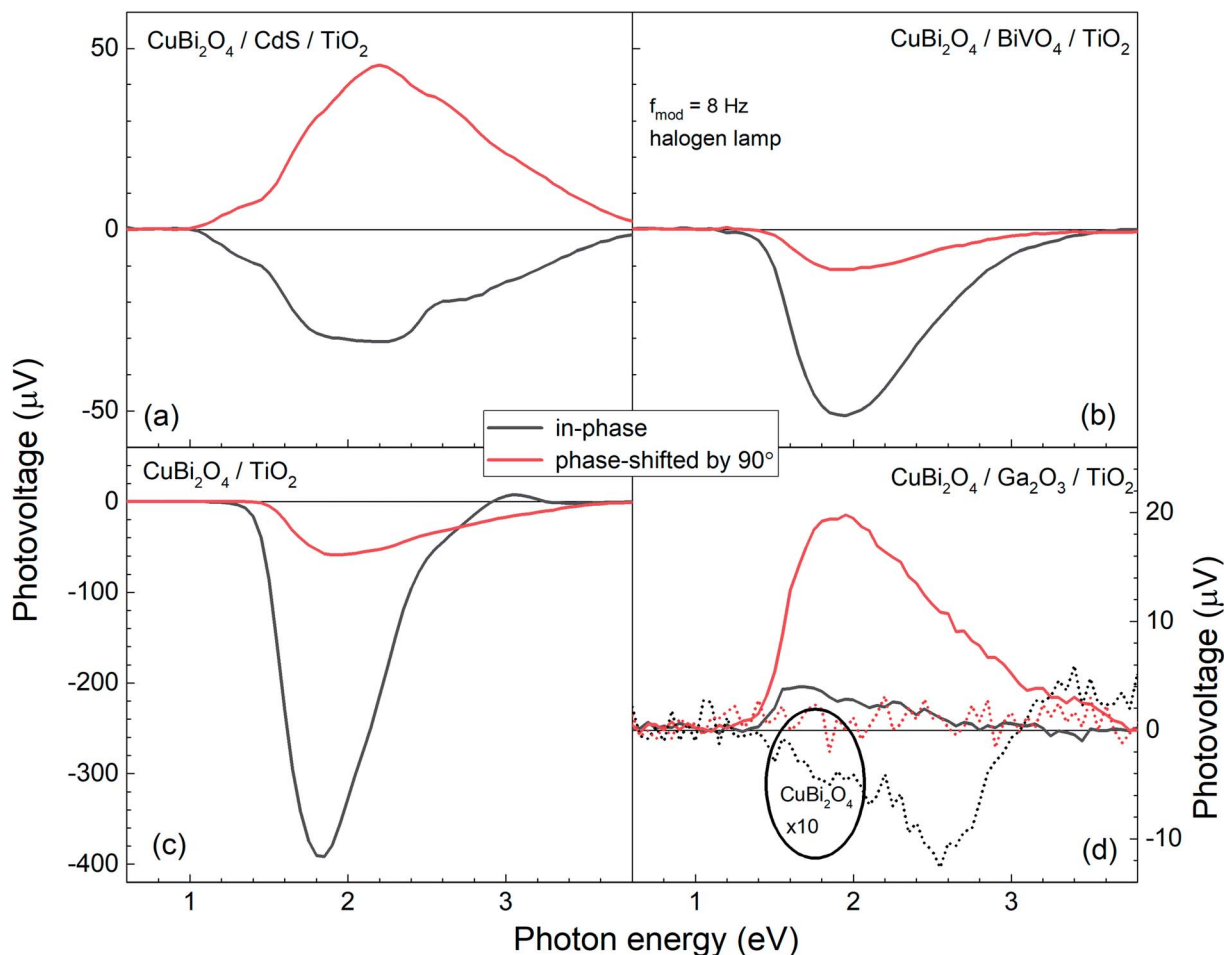 CuBi₂O₄ / CdS / TiO₂
CuBi₂O₄ / BiVO₄ / TiO₂
f_mod = 8 Hz
halogen lamp
50
0
-50
(a)
(b)
in-phase
phase-shifted by 90°
CuBi₂O₄ / TiO₂
CuBi₂O₄ / Ga₂O₃ / TiO₂
0
-100
-200
-300
-400
20
10
0
-10
CuBi₂O₄
x10
(c)
(d)
1
2
3
1
2
3
Photovoltage (µV)
Photovoltage (µV)
Photon energy (eV)